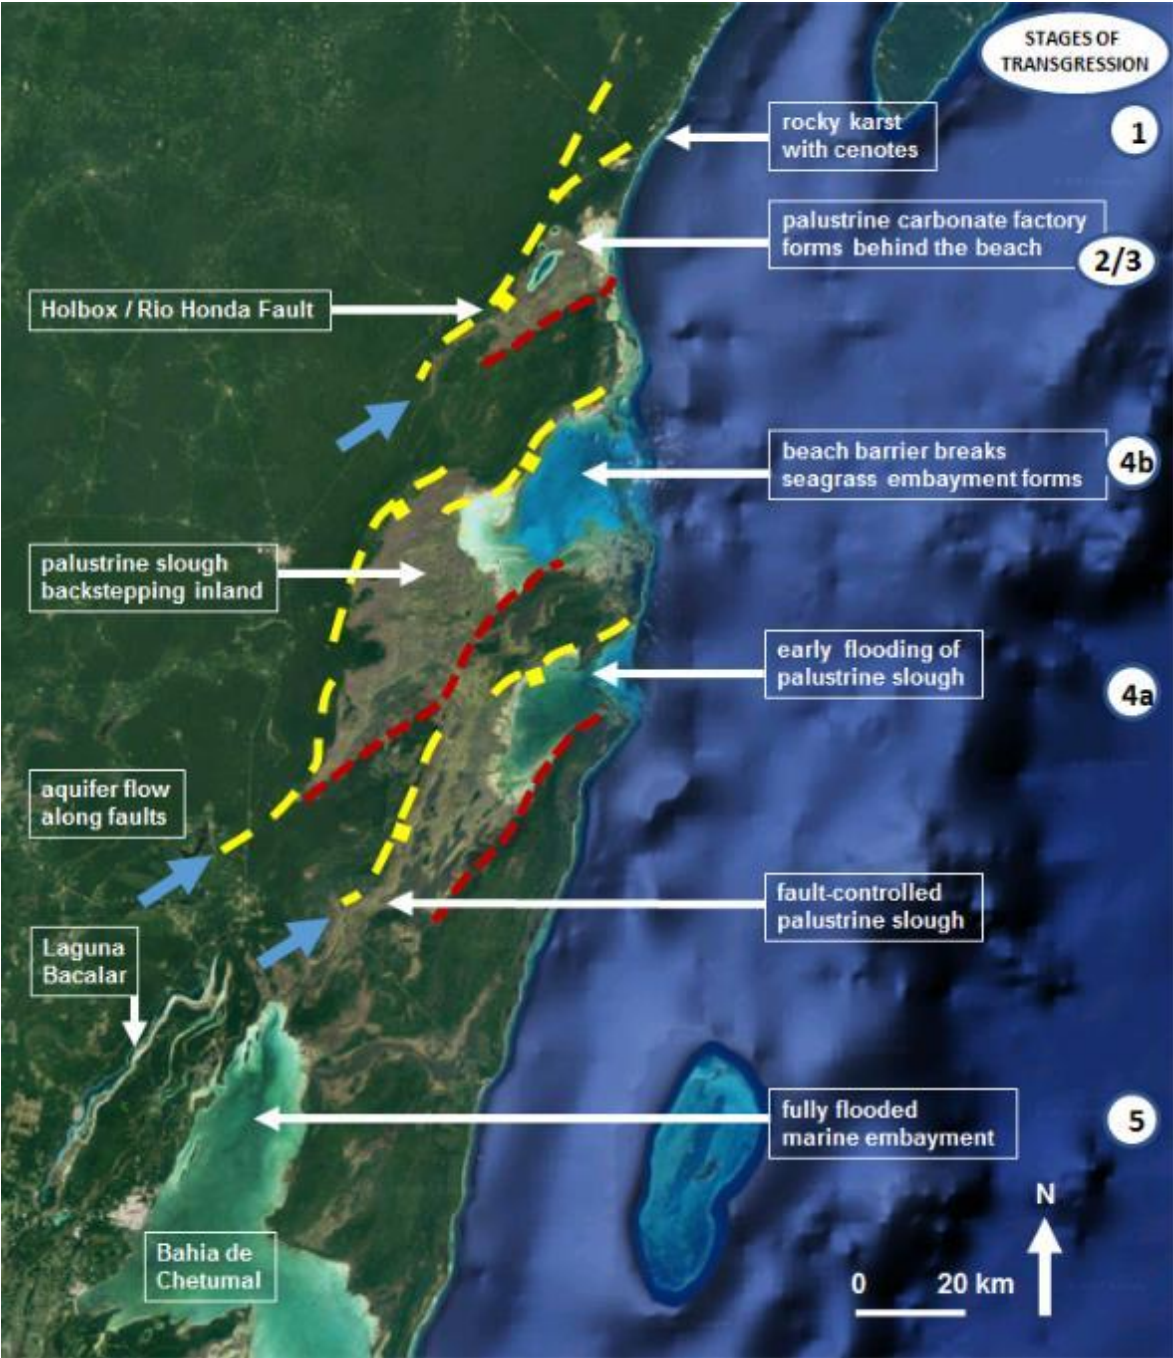 STAGES OF
TRANSGRESSION
rocky karst
with cenotes
1
palustrine carbonate factory
forms behind the beach
2/3
Holbox / Rio Honda Fault
beach barrier breaks
seagrass embayment forms
4b
palustrine slough
backstepping inland
early flooding of
palustrine slough
4a
aquifer flow
along faults
fault-controlled
palustrine slough
Laguna
Bacalar
fully flooded
marine embayment
5
N
Bahia de
Chetumal
0 20 km